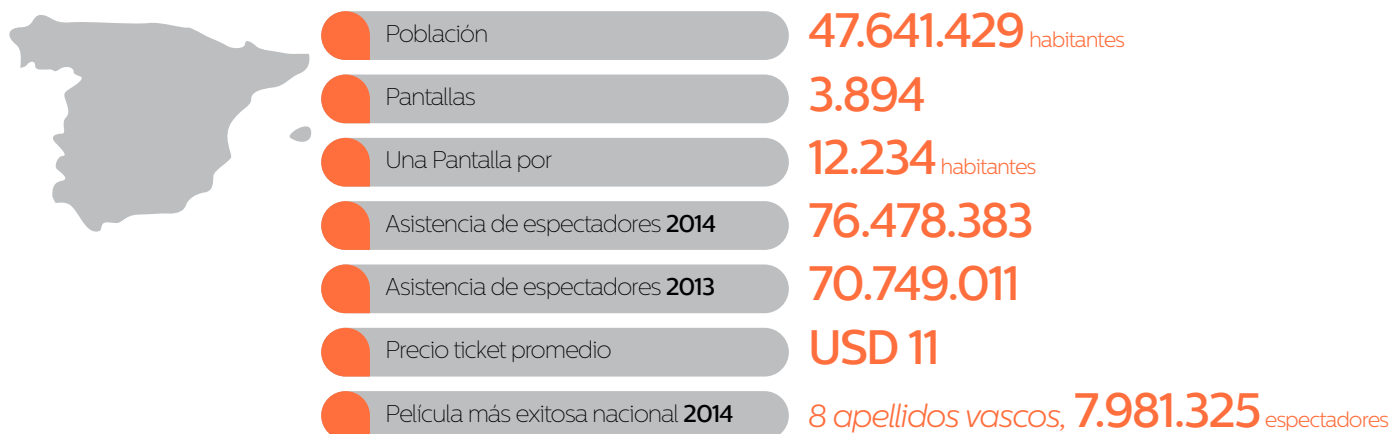 Población 47.641.429 habitantes
Pantallas 3.894
Una Pantalla por 12.234 habitantes
Asistencia de espectadores 2014 76.478.383
Asistencia de espectadores 2013 70.749.011
Precio ticket promedio USD 11
Película más exitosa nacional 2014 8 apellidos vascos, 7.981.325 espectadores